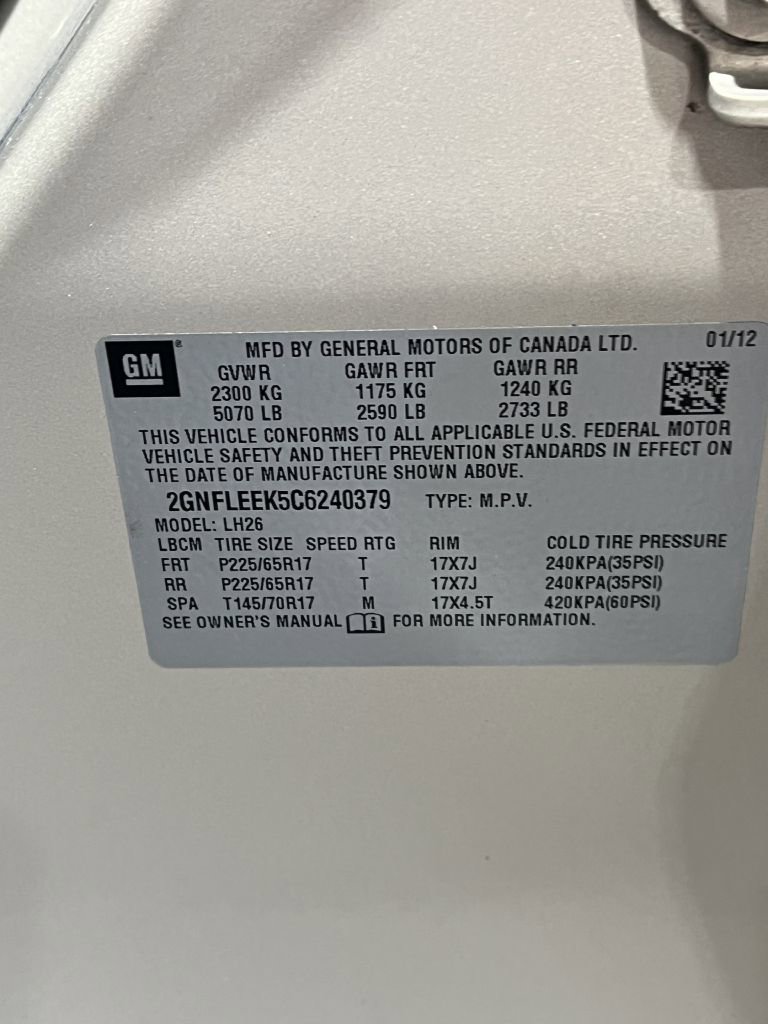 GM®
MFD BY GENERAL MOTORS OF CANADA LTD. 01/12
GVWR GAWR FRT GAWR RR
2300 KG 1175 KG 1240 KG
5070 LB 2590 LB 2733 LB
THIS VEHICLE CONFORMS TO ALL APPLICABLE U.S. FEDERAL MOTOR
VEHICLE SAFETY AND THEFT PREVENTION STANDARDS IN EFFECT ON
THE DATE OF MANUFACTURE SHOWN ABOVE.
2GNFLEEK5C6240379 TYPE: M.P.V.
MODEL: LH26
LBCM TIRE SIZE SPEED RTG RIM COLD TIRE PRESSURE
FRT P225/65R17 T 17X7J 240KPA(35PSI)
RR P225/65R17 T 17X7J 240KPA(35PSI)
SPA T145/70R17 M 17X4.5T 420KPA(60PSI)
SEE OWNER'S MANUAL i FOR MORE INFORMATION.